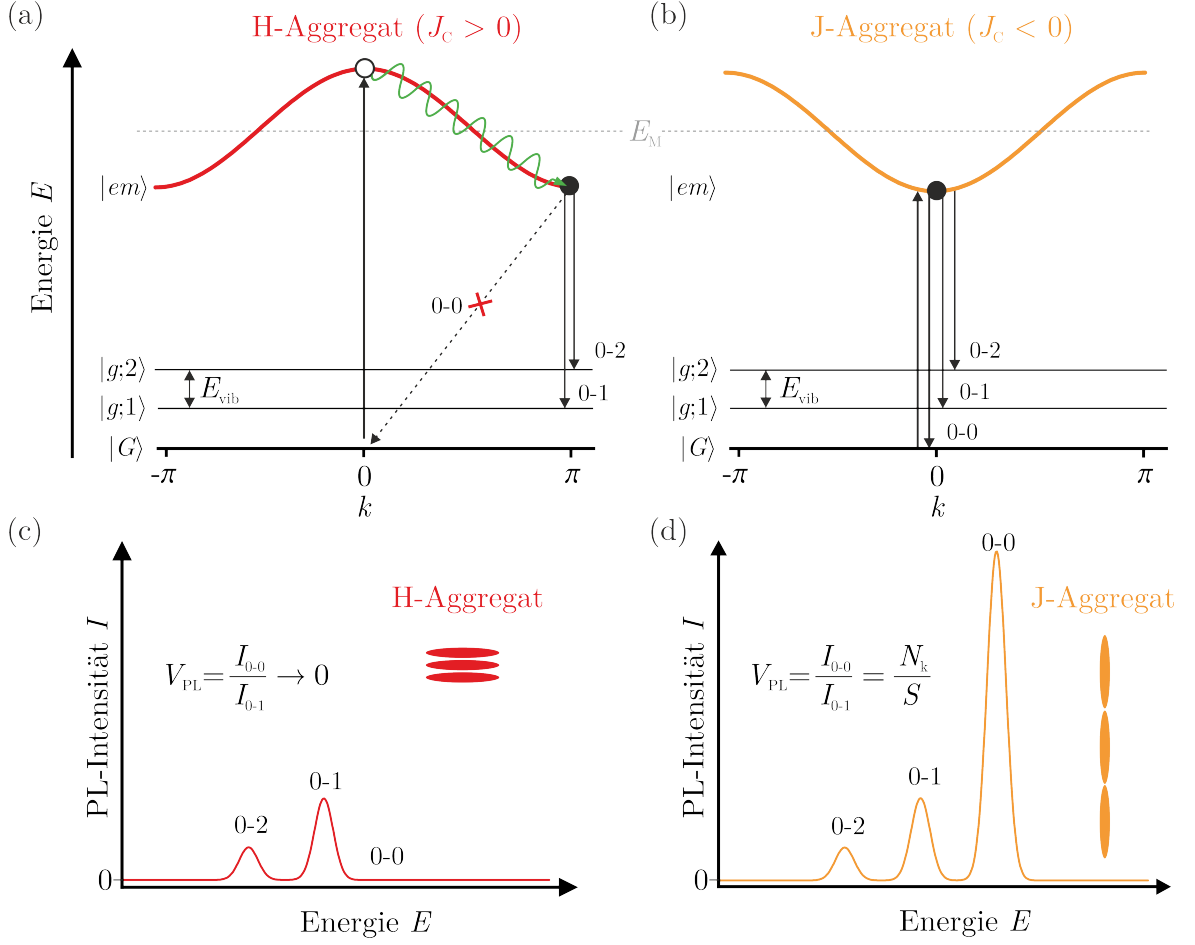 (a)
H-Aggregat (J_C > 0)
Energie E
|em⟩
E_M
0-0
0-2
0-1
|g;2⟩
E_vib
|g;1⟩
|G⟩
-π
0
π
k
(b)
J-Aggregat (J_C < 0)
|em⟩
0-2
0-1
0-0
|g;2⟩
E_vib
|g;1⟩
|G⟩
-π
0
π
k
(c)
PL-Intensität I
H-Aggregat
V_PL = I_0-0 / I_0-1 → 0
0-2
0-1
0-0
0
Energie E
(d)
PL-Intensität I
J-Aggregat
V_PL = I_0-0 / I_0-1 = N_k / S
0-2
0-1
0-0
0
Energie E